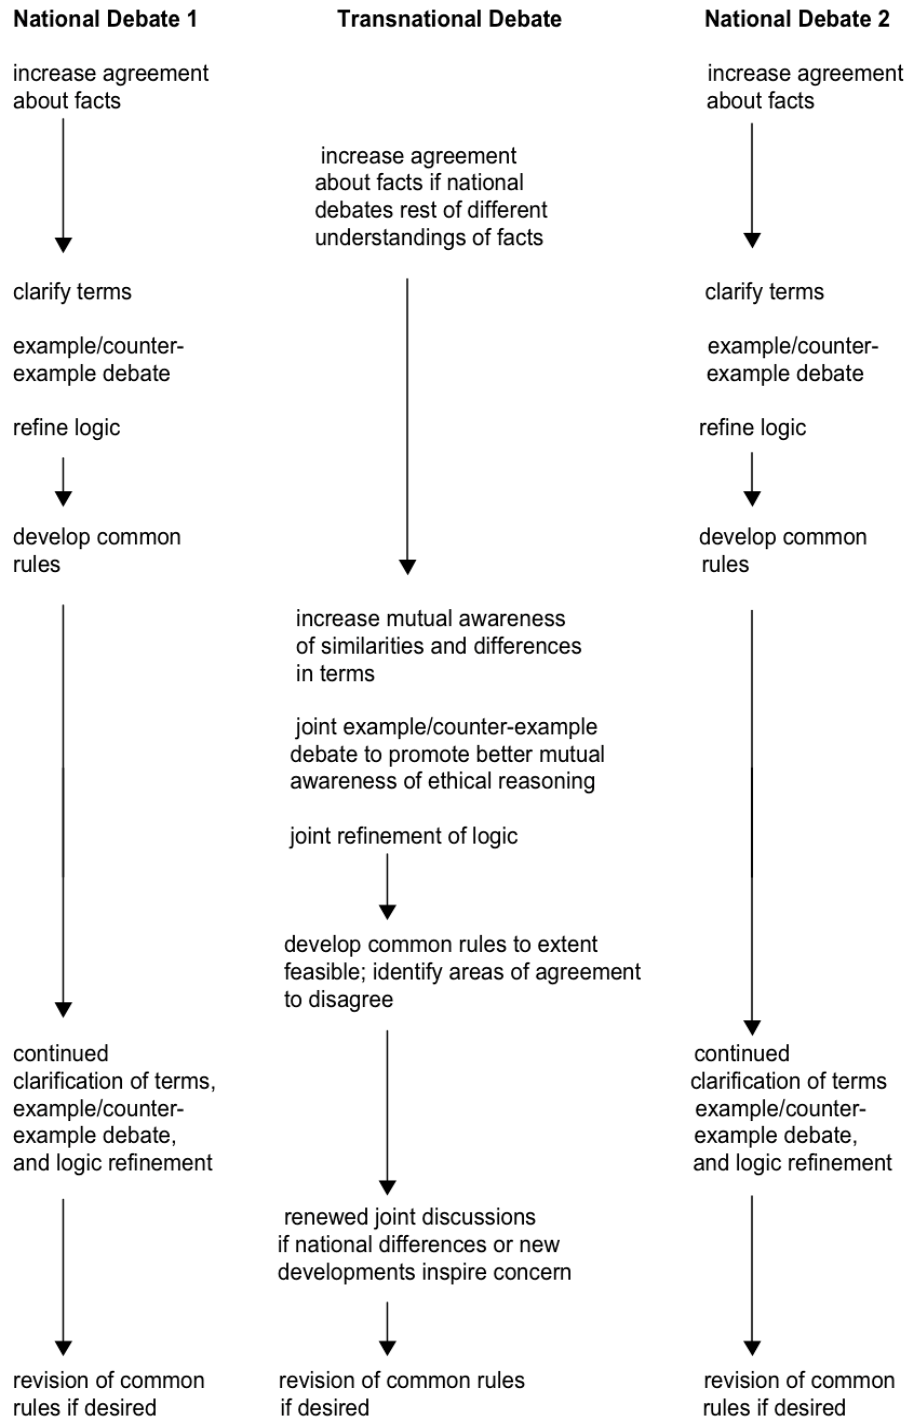 National Debate 1
increase agreement
about facts
clarify terms
example/counter-
example debate
refine logic
develop common
rules
continued
clarification of terms,
example/counter-
example debate,
and logic refinement
revision of common
rules if desired
Transnational Debate
increase agreement
about facts if national
debates rest of different
understandings of facts
increase mutual awareness
of similarities and differences
in terms
joint example/counter-example
debate to promote better mutual
awareness of ethical reasoning
joint refinement of logic
develop common rules to extent
feasible; identify areas of agreement
to disagree
renewed joint discussions
if national differences or new
developments inspire concern
revision of common rules
if desired
National Debate 2
increase agreement
about facts
clarify terms
example/counter-
example debate
refine logic
develop common
rules
continued
clarification of terms
example/counter-
example debate,
and logic refinement
revision of common
rules if desired